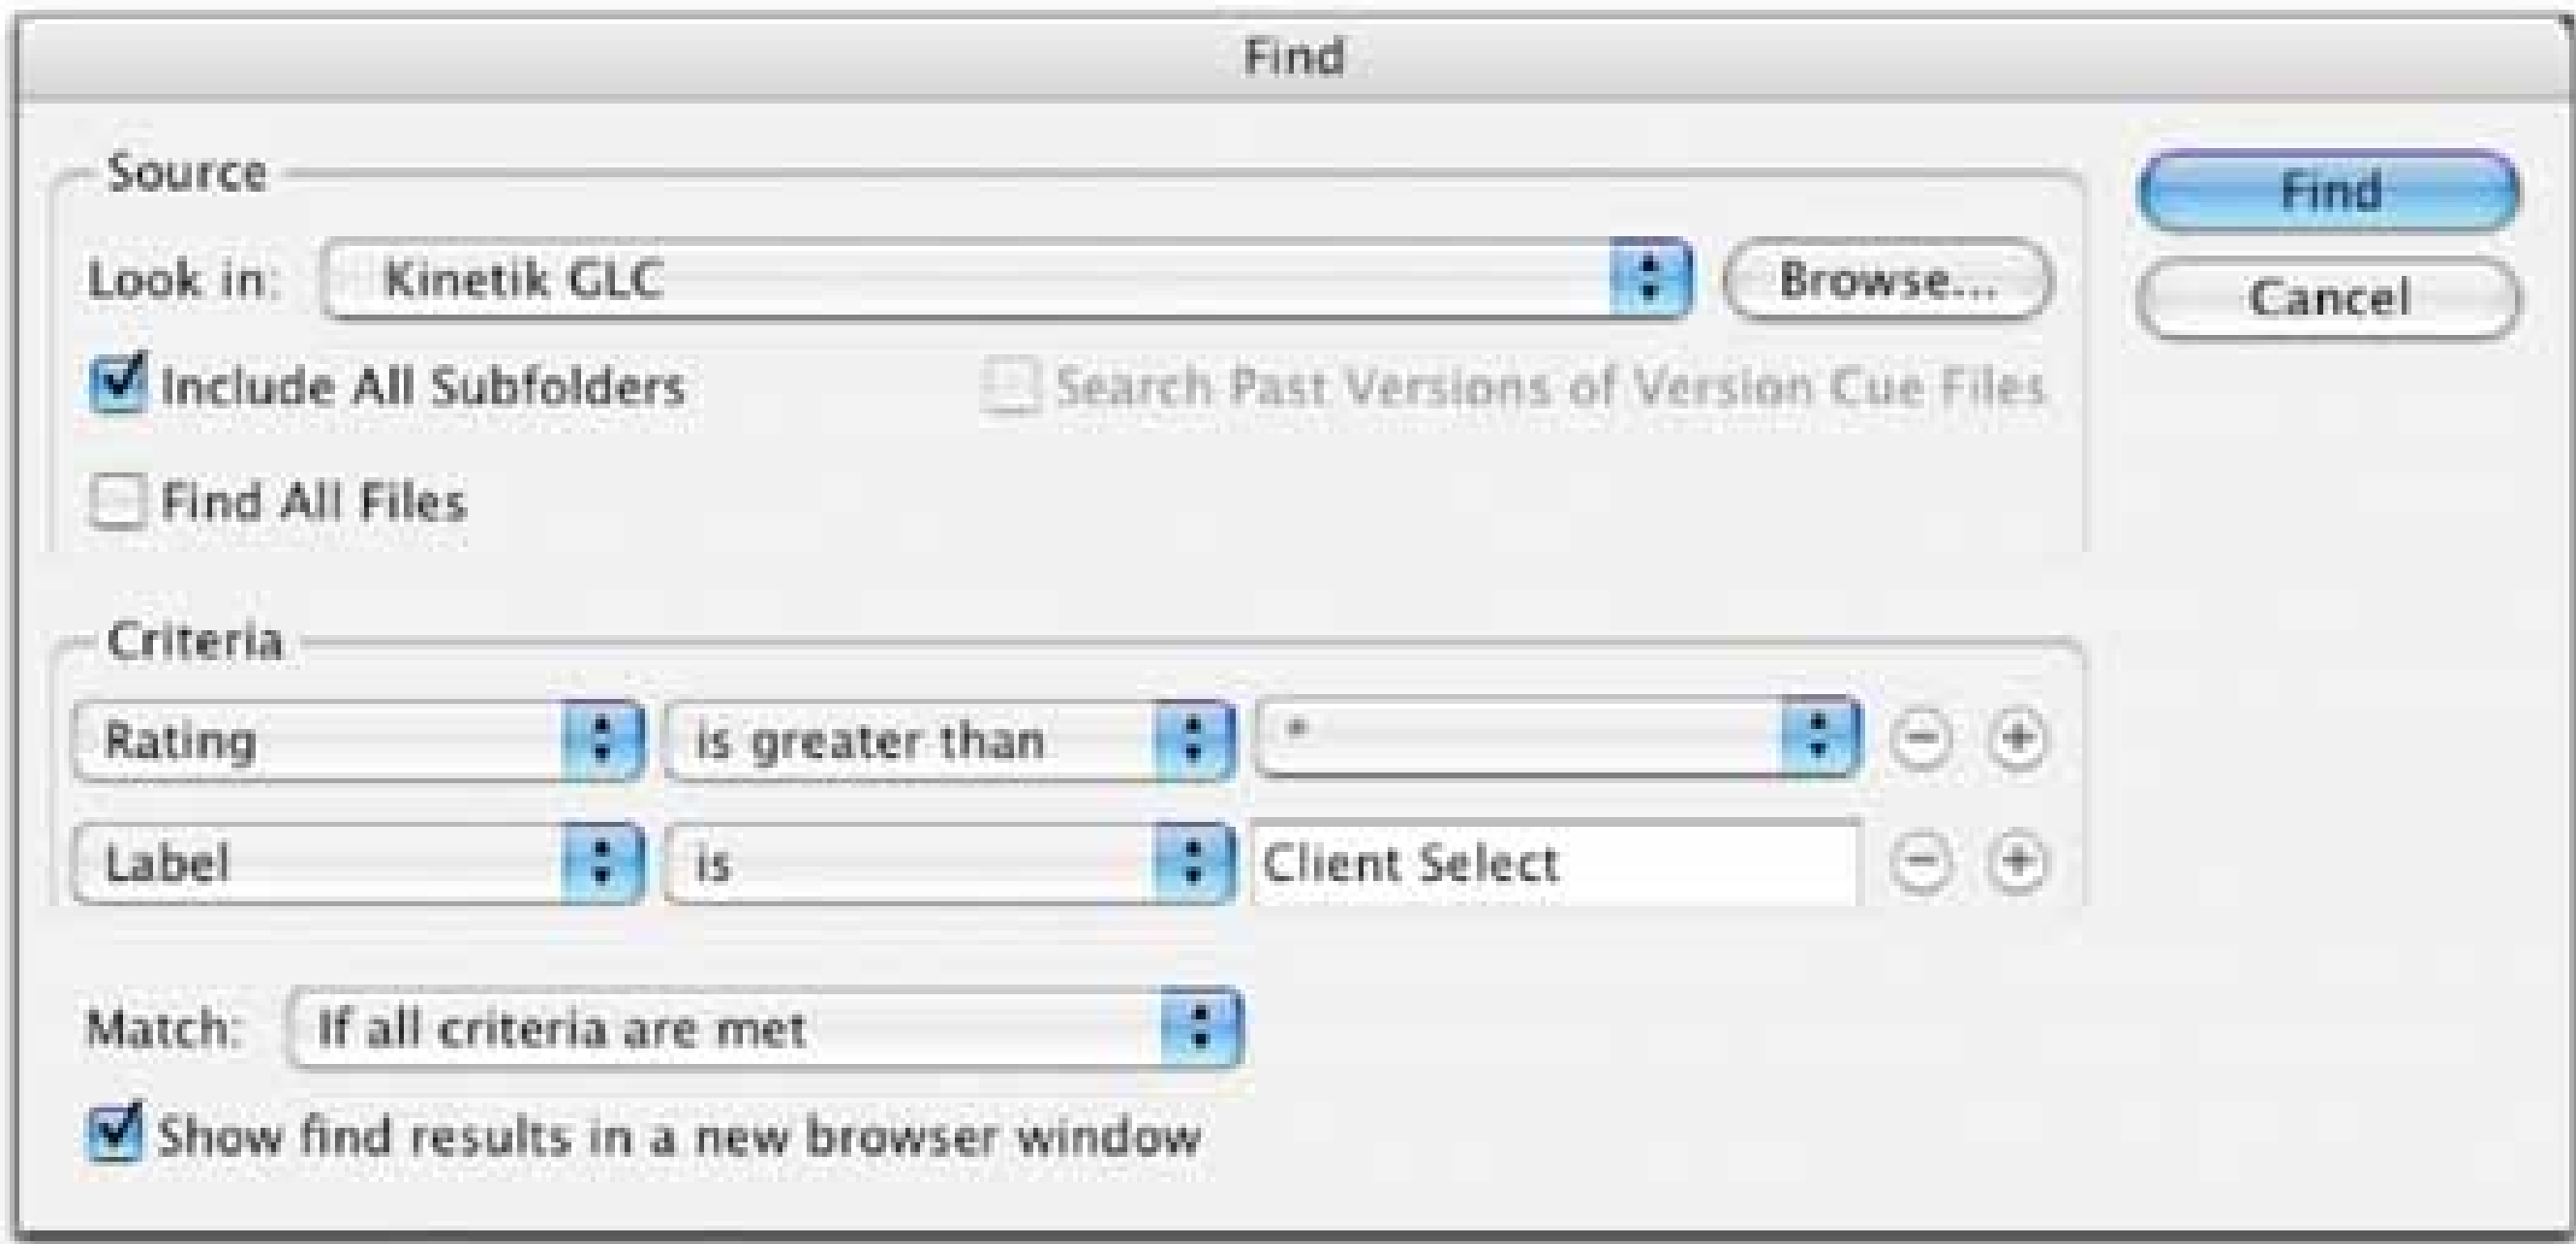 Find
Source
Find
Look in: Kinetik GLC Browse...
Cancel
Include All Subfolders Search Past Versions of Version Cue Files
Find All Files
Criteria
Rating is greater than *
Label is Client Select
Match: If all criteria are met
Show find results in a new browser window